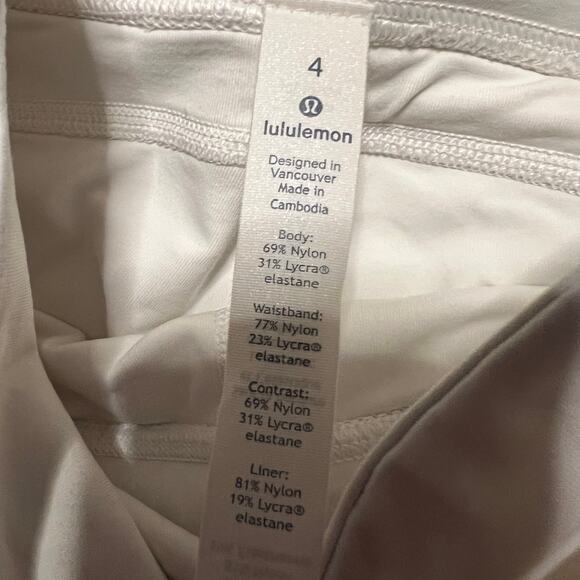 4
lululemon
Designed in
Vancouver
Made in
Cambodia
Body:
69% Nylon
31% Lycra®
elastane
Waistband:
77% Nylon
23% Lycra®
elastane
Contrast:
69% Nylon
31% Lycra®
elastane
Liner:
81% Nylon
19% Lycra®
elastane